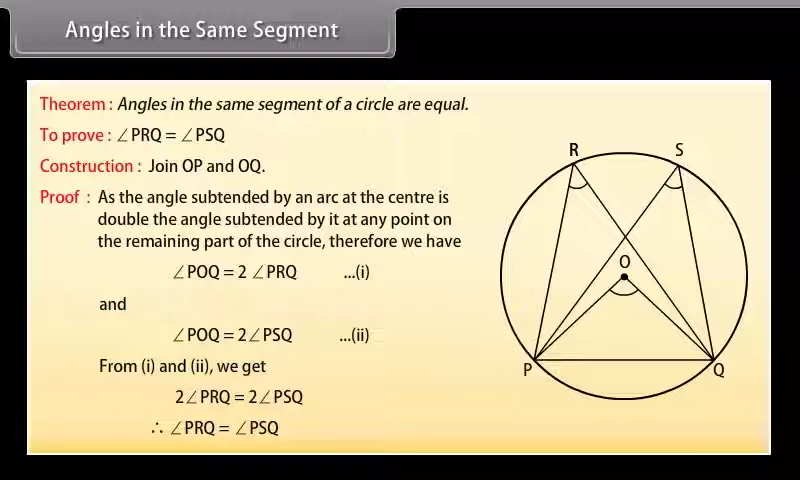 Angles in the Same Segment
Theorem : Angles in the same segment of a circle are equal.
To prove : ∠PRQ = ∠PSQ
Construction : Join OP and OQ.
Proof : As the angle subtended by an arc at the centre is
double the angle subtended by it at any point on
the remaining part of the circle, therefore we have
∠POQ = 2 ∠PRQ ...(i)
and
∠POQ = 2∠PSQ ...(ii)
From (i) and (ii), we get
2∠PRQ = 2∠PSQ
∴ ∠PRQ = ∠PSQ
R S
O
P Q